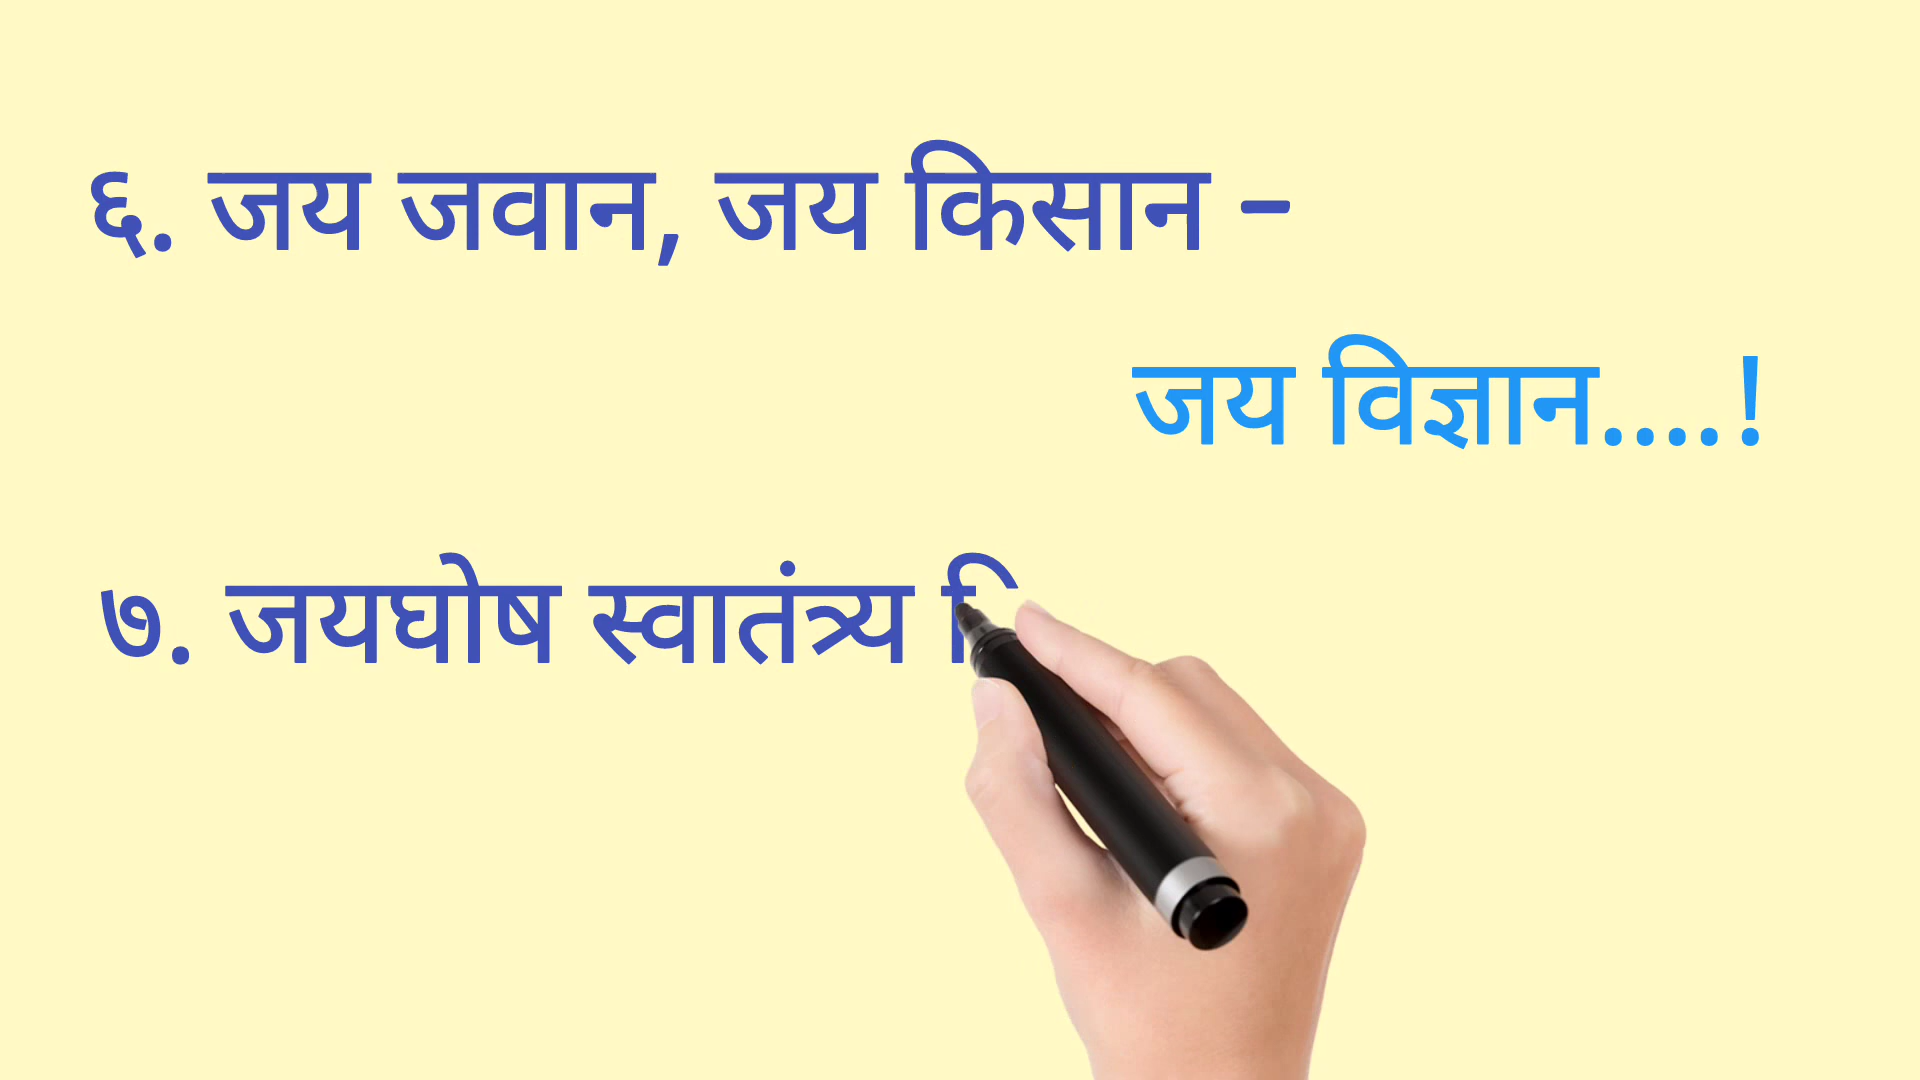 ६. जय जवान, जय किसान –
जय विज्ञान....!
७. जयघोष स्वातंत्र्य